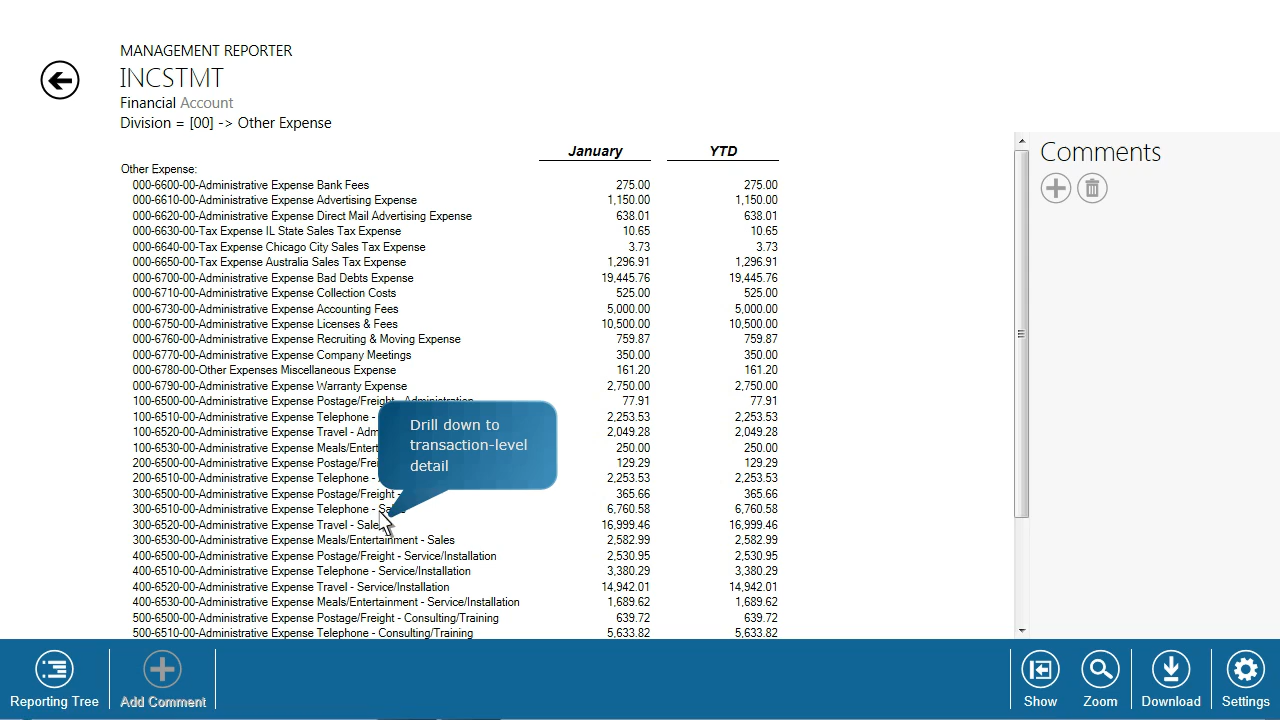 MANAGEMENT REPORTER
INCSTMT
Financial Account
Division = [00] -> Other Expense
January YTD
Other Expense:
000-6600-00-Administrative Expense Bank Fees 275.00 275.00
000-6610-00-Administrative Expense Advertising Expense 1,150.00 1,150.00
000-6620-00-Administrative Expense Direct Mail Advertising Expense 638.01 638.01
000-6630-00-Tax Expense IL State Sales Tax Expense 10.65 10.65
000-6640-00-Tax Expense Chicago City Sales Tax Expense 3.73 3.73
000-6650-00-Tax Expense Australia Sales Tax Expense 1,296.91 1,296.91
000-6700-00-Administrative Expense Bad Debts Expense 19,445.76 19,445.76
000-6710-00-Administrative Expense Collection Costs 525.00 525.00
000-6730-00-Administrative Expense Accounting Fees 5,000.00 5,000.00
000-6750-00-Administrative Expense Licenses & Fees 10,500.00 10,500.00
000-6760-00-Administrative Expense Recruiting & Moving Expense 759.87 759.87
000-6770-00-Administrative Expense Company Meetings 350.00 350.00
000-6780-00-Other Expenses Miscellaneous Expense 161.20 161.20
000-6790-00-Administrative Expense Warranty Expense 2,750.00 2,750.00
100-6500-00-Administrative Expense Postage/Freight - Administration 77.91 77.91
100-6510-00-Administrative Expense Telephone - 2,253.53 2,253.53
100-6520-00-Administrative Expense Travel - Adm 2,049.28 2,049.28
100-6530-00-Administrative Expense Meals/Entert 250.00 250.00
200-6500-00-Administrative Expense Postage/Frei 129.29 129.29
200-6510-00-Administrative Expense Telephone - 2,253.53 2,253.53
300-6500-00-Administrative Expense Postage/Freight - 365.66 365.66
300-6510-00-Administrative Expense Telephone - Sales 6,760.58 6,760.58
300-6520-00-Administrative Expense Travel - Sales 16,999.46 16,999.46
300-6530-00-Administrative Expense Meals/Entertainment - Sales 2,582.99 2,582.99
400-6500-00-Administrative Expense Postage/Freight - Service/Installation 2,530.95 2,530.95
400-6510-00-Administrative Expense Telephone - Service/Installation 3,380.29 3,380.29
400-6520-00-Administrative Expense Travel - Service/Installation 14,942.01 14,942.01
400-6530-00-Administrative Expense Meals/Entertainment - Service/Installation 1,689.62 1,689.62
500-6500-00-Administrative Expense Postage/Freight - Consulting/Training 639.72 639.72
500-6510-00-Administrative Expense Telephone - Consulting/Training 5,633.82 5,633.82
Drill down to
transaction-level
detail
Comments
Reporting Tree
Add Comment
Show
Zoom
Download
Settings